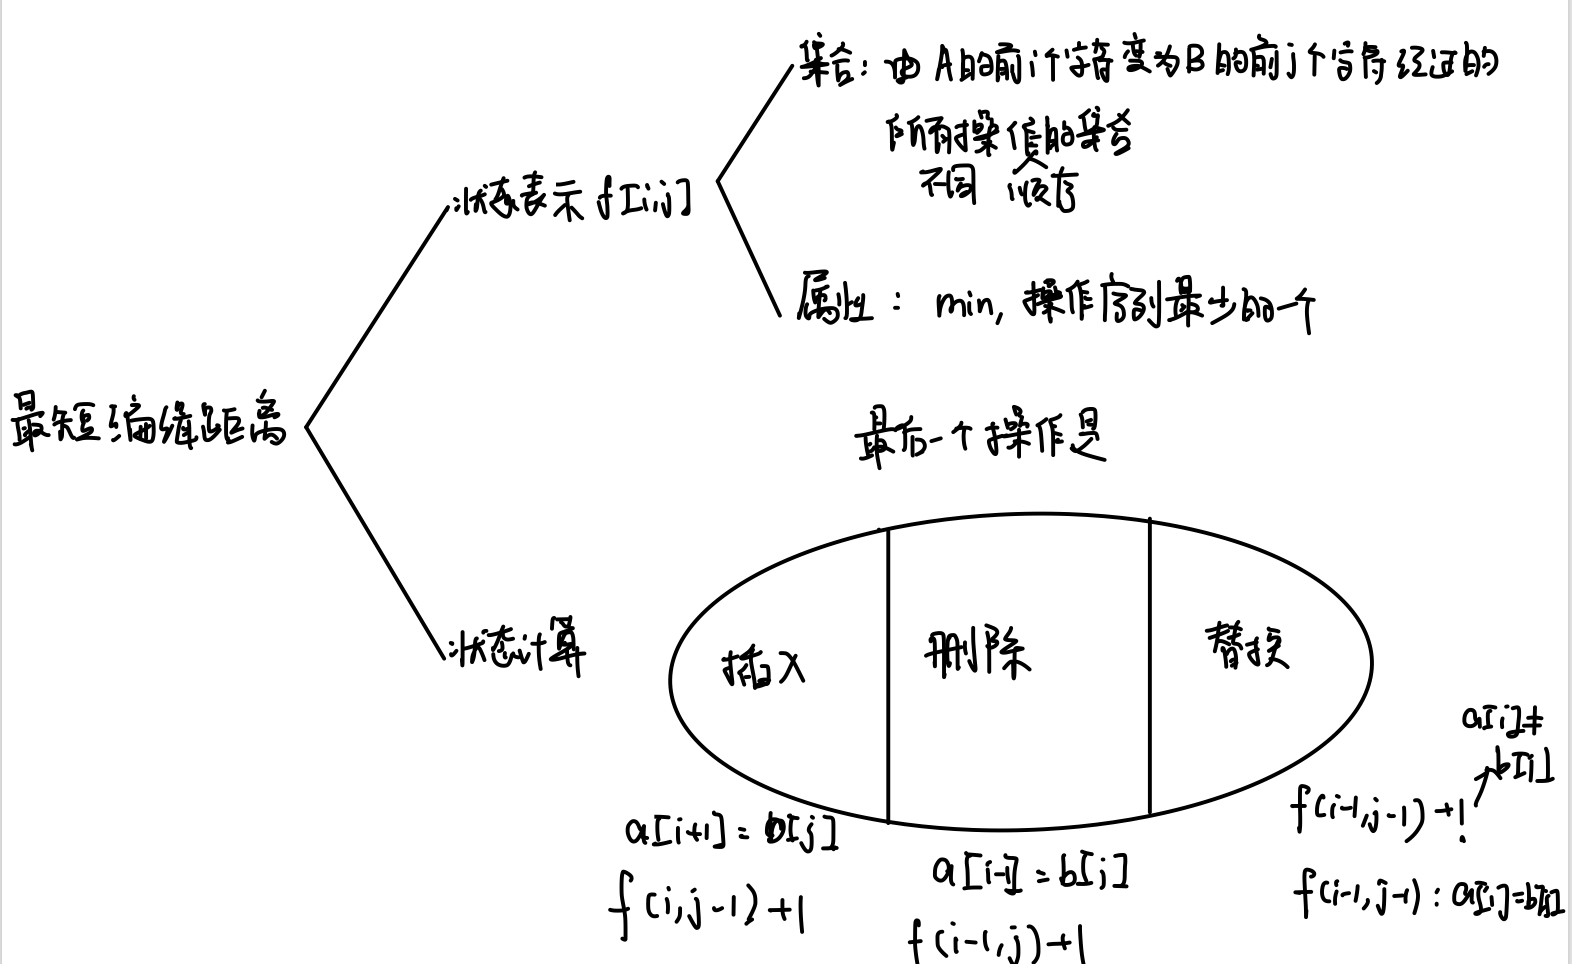 集合：由A的前i个字符变为B的前j个字符经过的
所有操作的集合
不同 顺序
状态表示 f[i,j]
属性：min, 操作序列最少的一个
最短编辑距离
最后一个操作是
状态计算
插入
删除
替换
a[i]≠
b[j]
f(i-1,j-1)+1
a[i+1]=b[j]
a[i-1]=b[j]
f(i-1,j-1):a[i]=b[j]
f(i,j-1)+1
f(i-1,j)+1